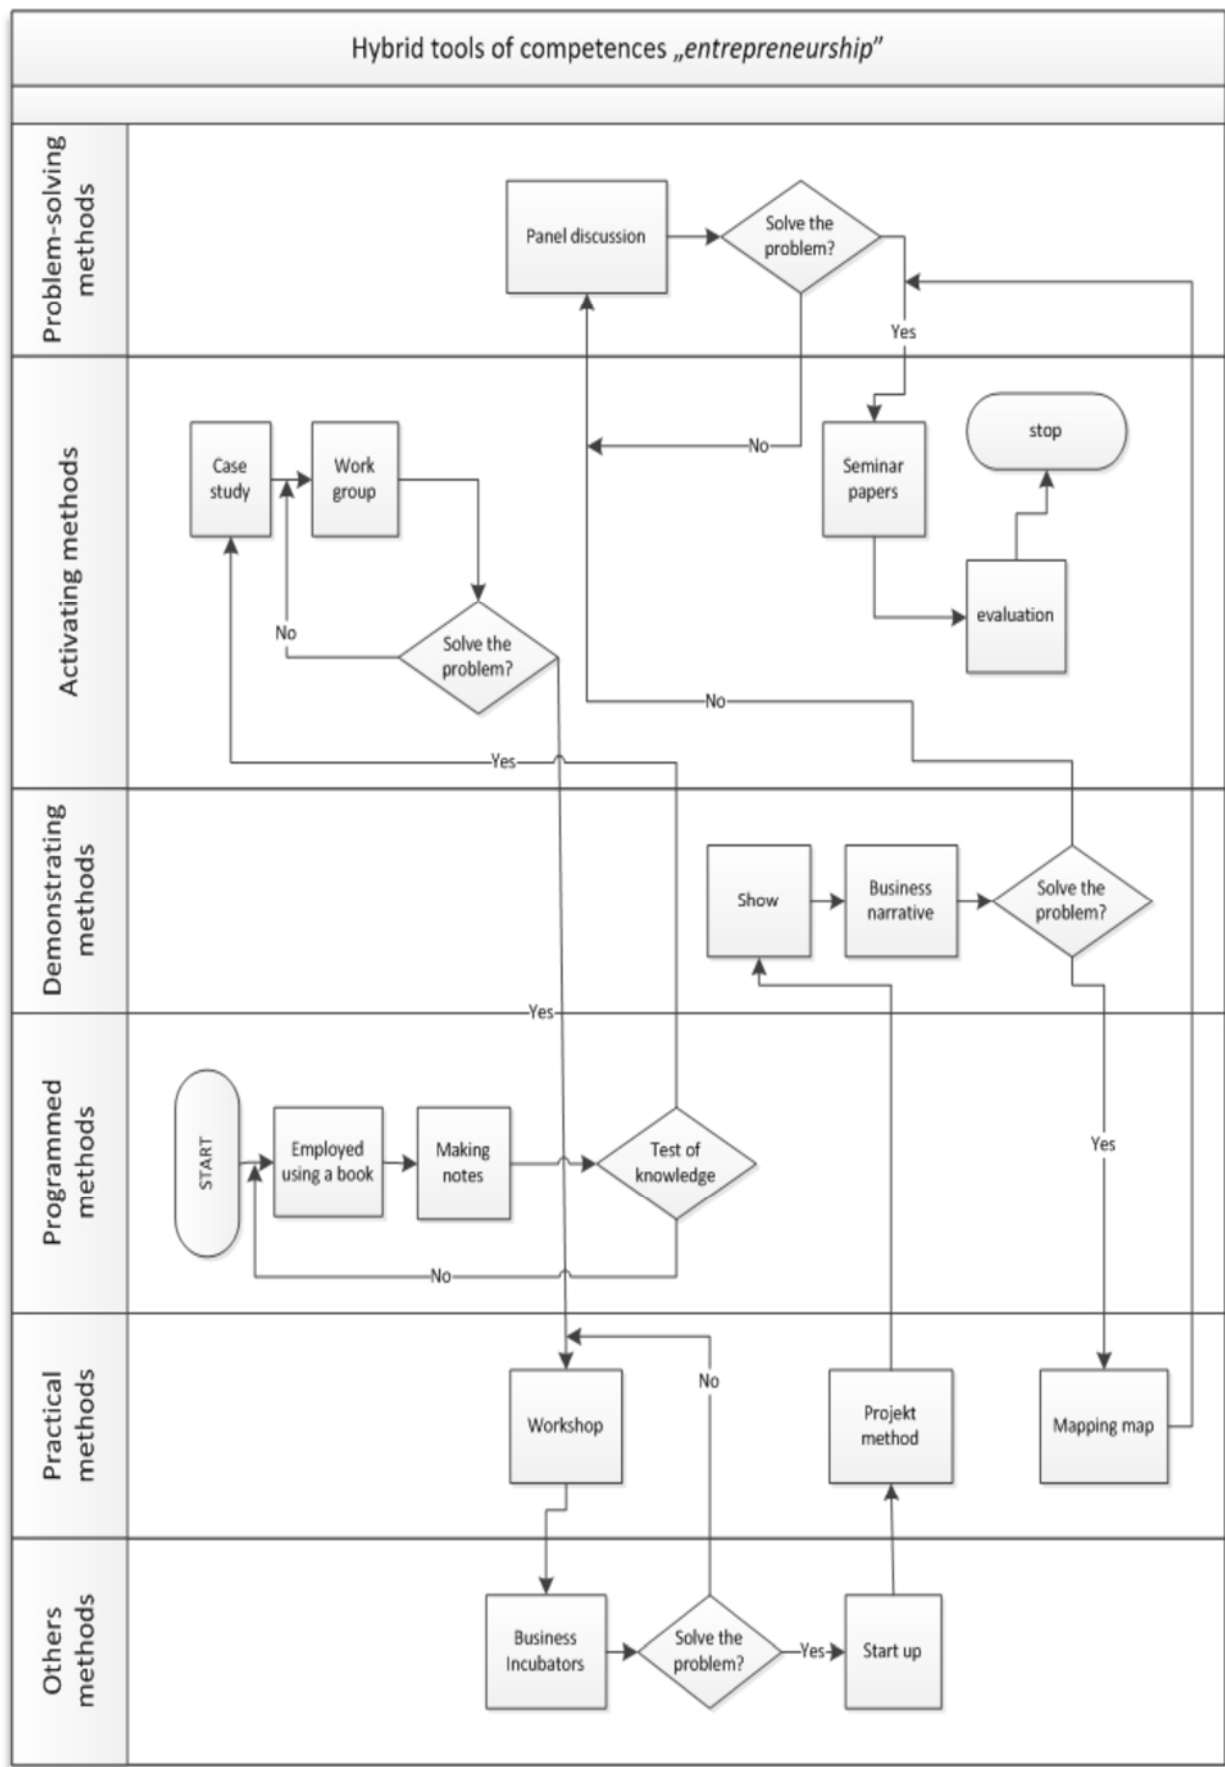 Hybrid tools of competences „entrepreneurship”
Problem-solving
methods
Panel discussion
Solve the
problem?
Yes
Activating methods
Case
study
Work
group
No
Seminar
papers
stop
No
Solve the
problem?
evaluation
No
Yes
Demonstrating
methods
Show
Business
narrative
Solve the
problem?
Yes
Programmed
methods
START
Employed
using a book
Making
notes
Test of
knowledge
Yes
No
Practical
methods
No
Workshop
Projekt
method
Mapping map
Others
methods
Business
Incubators
Solve the
problem?
Yes
Start up